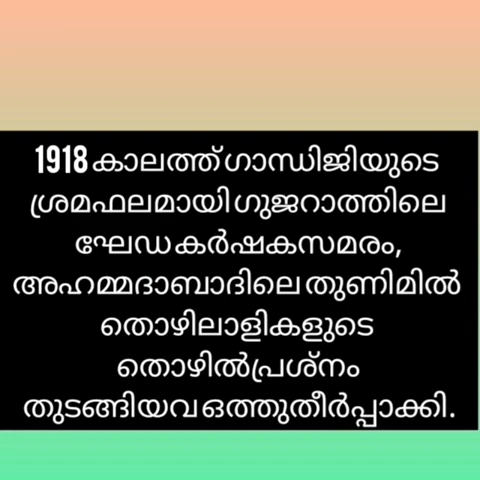 1918 കാലത്ത് ഗാന്ധിജിയുടെ
ശ്രമഫലമായി ഗുജറാത്തിലെ
ഘേഡ കർഷകസമരം,
അഹമ്മദാബാദിലെ തുണിമിൽ
തൊഴിലാളികളുടെ
തൊഴിൽപ്രശ്നം
തുടങ്ങിയവ ഒത്തുതീർപ്പാക്കി.